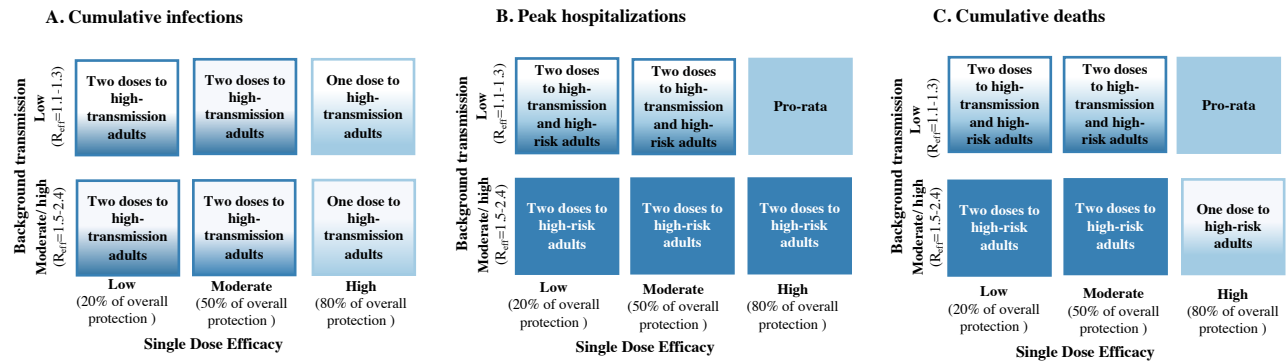 A. Cumulative infections
Background transmission
Low
(Reff=1.1-1.3)
Moderate/ high
(Reff=1.5-2.4)
Two doses to
high-
transmission
adults
Two doses to
high-
transmission
adults
One dose to
high-
transmission
adults
Two doses to
high-
transmission
adults
Two doses to
high-
transmission
adults
One dose to
high-
transmission
adults
Low
(20% of overall
protection )
Moderate
(50% of overall
protection )
High
(80% of overall
protection )
Single Dose Efficacy
B. Peak hospitalizations
Background transmission
Low
(Reff=1.1-1.3)
Moderate/ high
(Reff=1.5-2.4)
Two doses
to high-
transmission
and high-
risk adults
Two doses
to high-
transmission
and high-
risk adults
Pro-rata
Two doses to
high-risk
adults
Two doses to
high-risk
adults
Two doses to
high-risk
adults
Low
(20% of overall
protection )
Moderate
(50% of overall
protection )
High
(80% of overall
protection )
Single Dose Efficacy
C. Cumulative deaths
Background transmission
Low
(Reff=1.1-1.3)
Moderate/ high
(Reff=1.5-2.4)
Two doses
to high-
transmission
and high-
risk adults
Two doses
to high-
transmission
and high-
risk adults
Pro-rata
Two doses to
high-risk
adults
Two doses to
high-risk
adults
One dose to
high-risk
adults
Low
(20% of overall
protection )
Moderate
(50% of overall
protection )
High
(80% of overall
protection )
Single Dose Efficacy